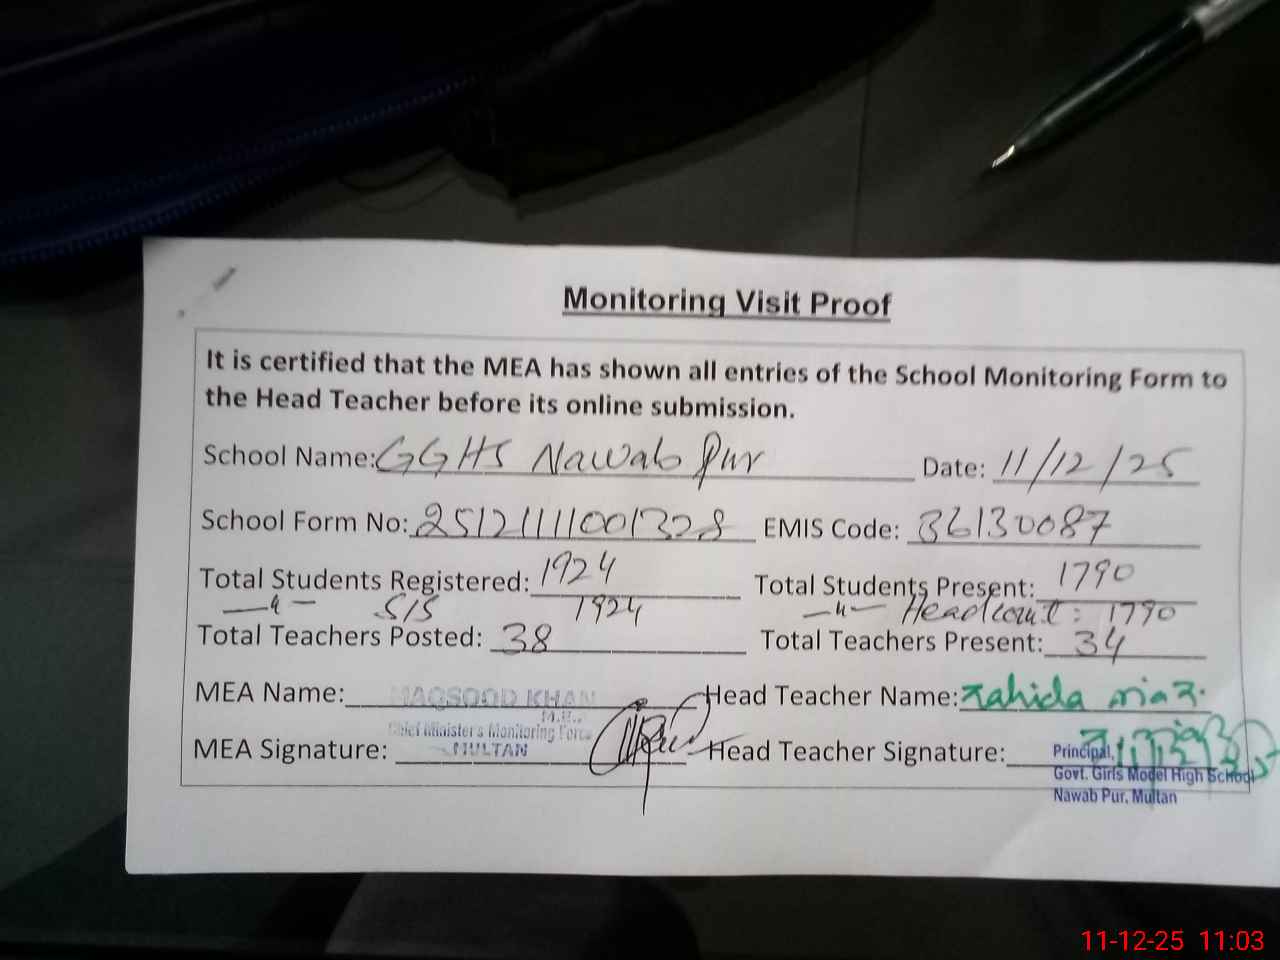 Monitoring Visit Proof
It is certified that the MEA has shown all entries of the School Monitoring Form to
the Head Teacher before its online submission.
School Name: GGHS Nawab Pur Date: 11/12/25
School Form No: 2512111001328 EMIS Code: 36130087
Total Students Registered: 1924 Total Students Present: 1790
—"— SIS 1924 —"— Headcount: 1790
Total Teachers Posted: 38 Total Teachers Present: 34
MEA Name: MAQSOOD KHAN Head Teacher Name: Zahida niaz.
Chief Minister's Monitoring Force
MEA Signature: MULTAN Head Teacher Signature: Principal,
Govt. Girls Model High School
Nawab Pur, Multan
11-12-25 11:03